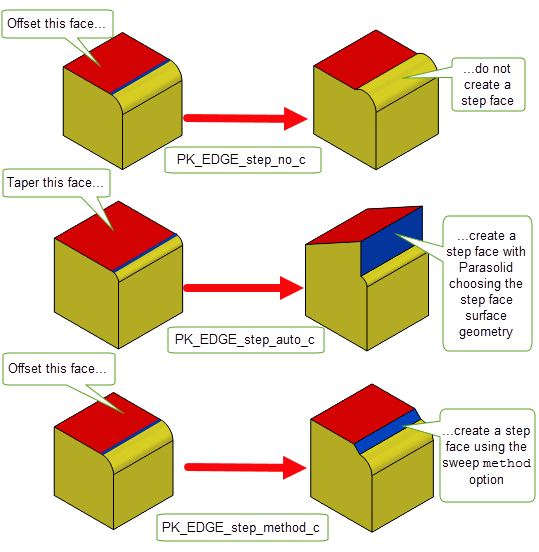 Offset this face...
...do not
create a
step face
PK_EDGE_step_no_c
Taper this face...
...create a
step face with
Parasolid
choosing the
step face
surface
geometry
PK_EDGE_step_auto_c
Offset this face...
...create a step
face using the
sweep method
option
PK_EDGE_step_method_c